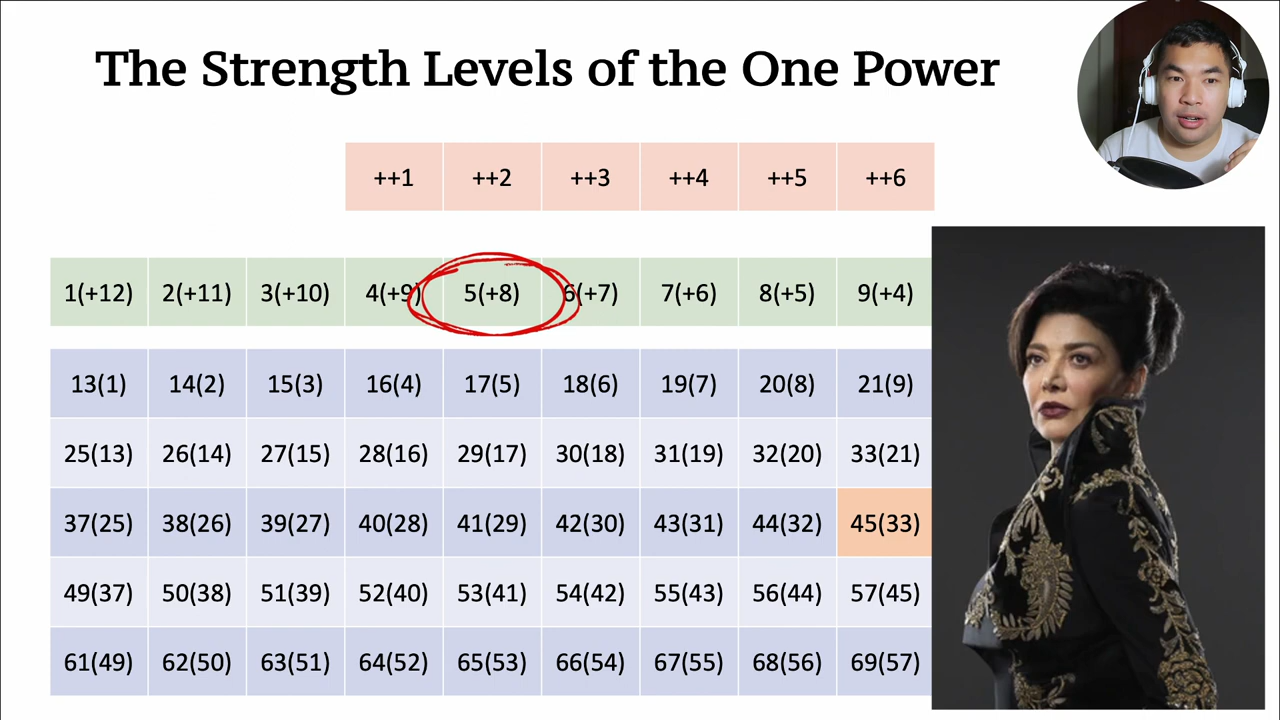 The Strength Levels of the One Power
++1 ++2 ++3 ++4 ++5 ++6
1(+12) 2(+11) 3(+10) 4(+9) 5(+8) 6(+7) 7(+6) 8(+5) 9(+4)
13(1) 14(2) 15(3) 16(4) 17(5) 18(6) 19(7) 20(8) 21(9)
25(13) 26(14) 27(15) 28(16) 29(17) 30(18) 31(19) 32(20) 33(21)
37(25) 38(26) 39(27) 40(28) 41(29) 42(30) 43(31) 44(32) 45(33)
49(37) 50(38) 51(39) 52(40) 53(41) 54(42) 55(43) 56(44) 57(45)
61(49) 62(50) 63(51) 64(52) 65(53) 66(54) 67(55) 68(56) 69(57)